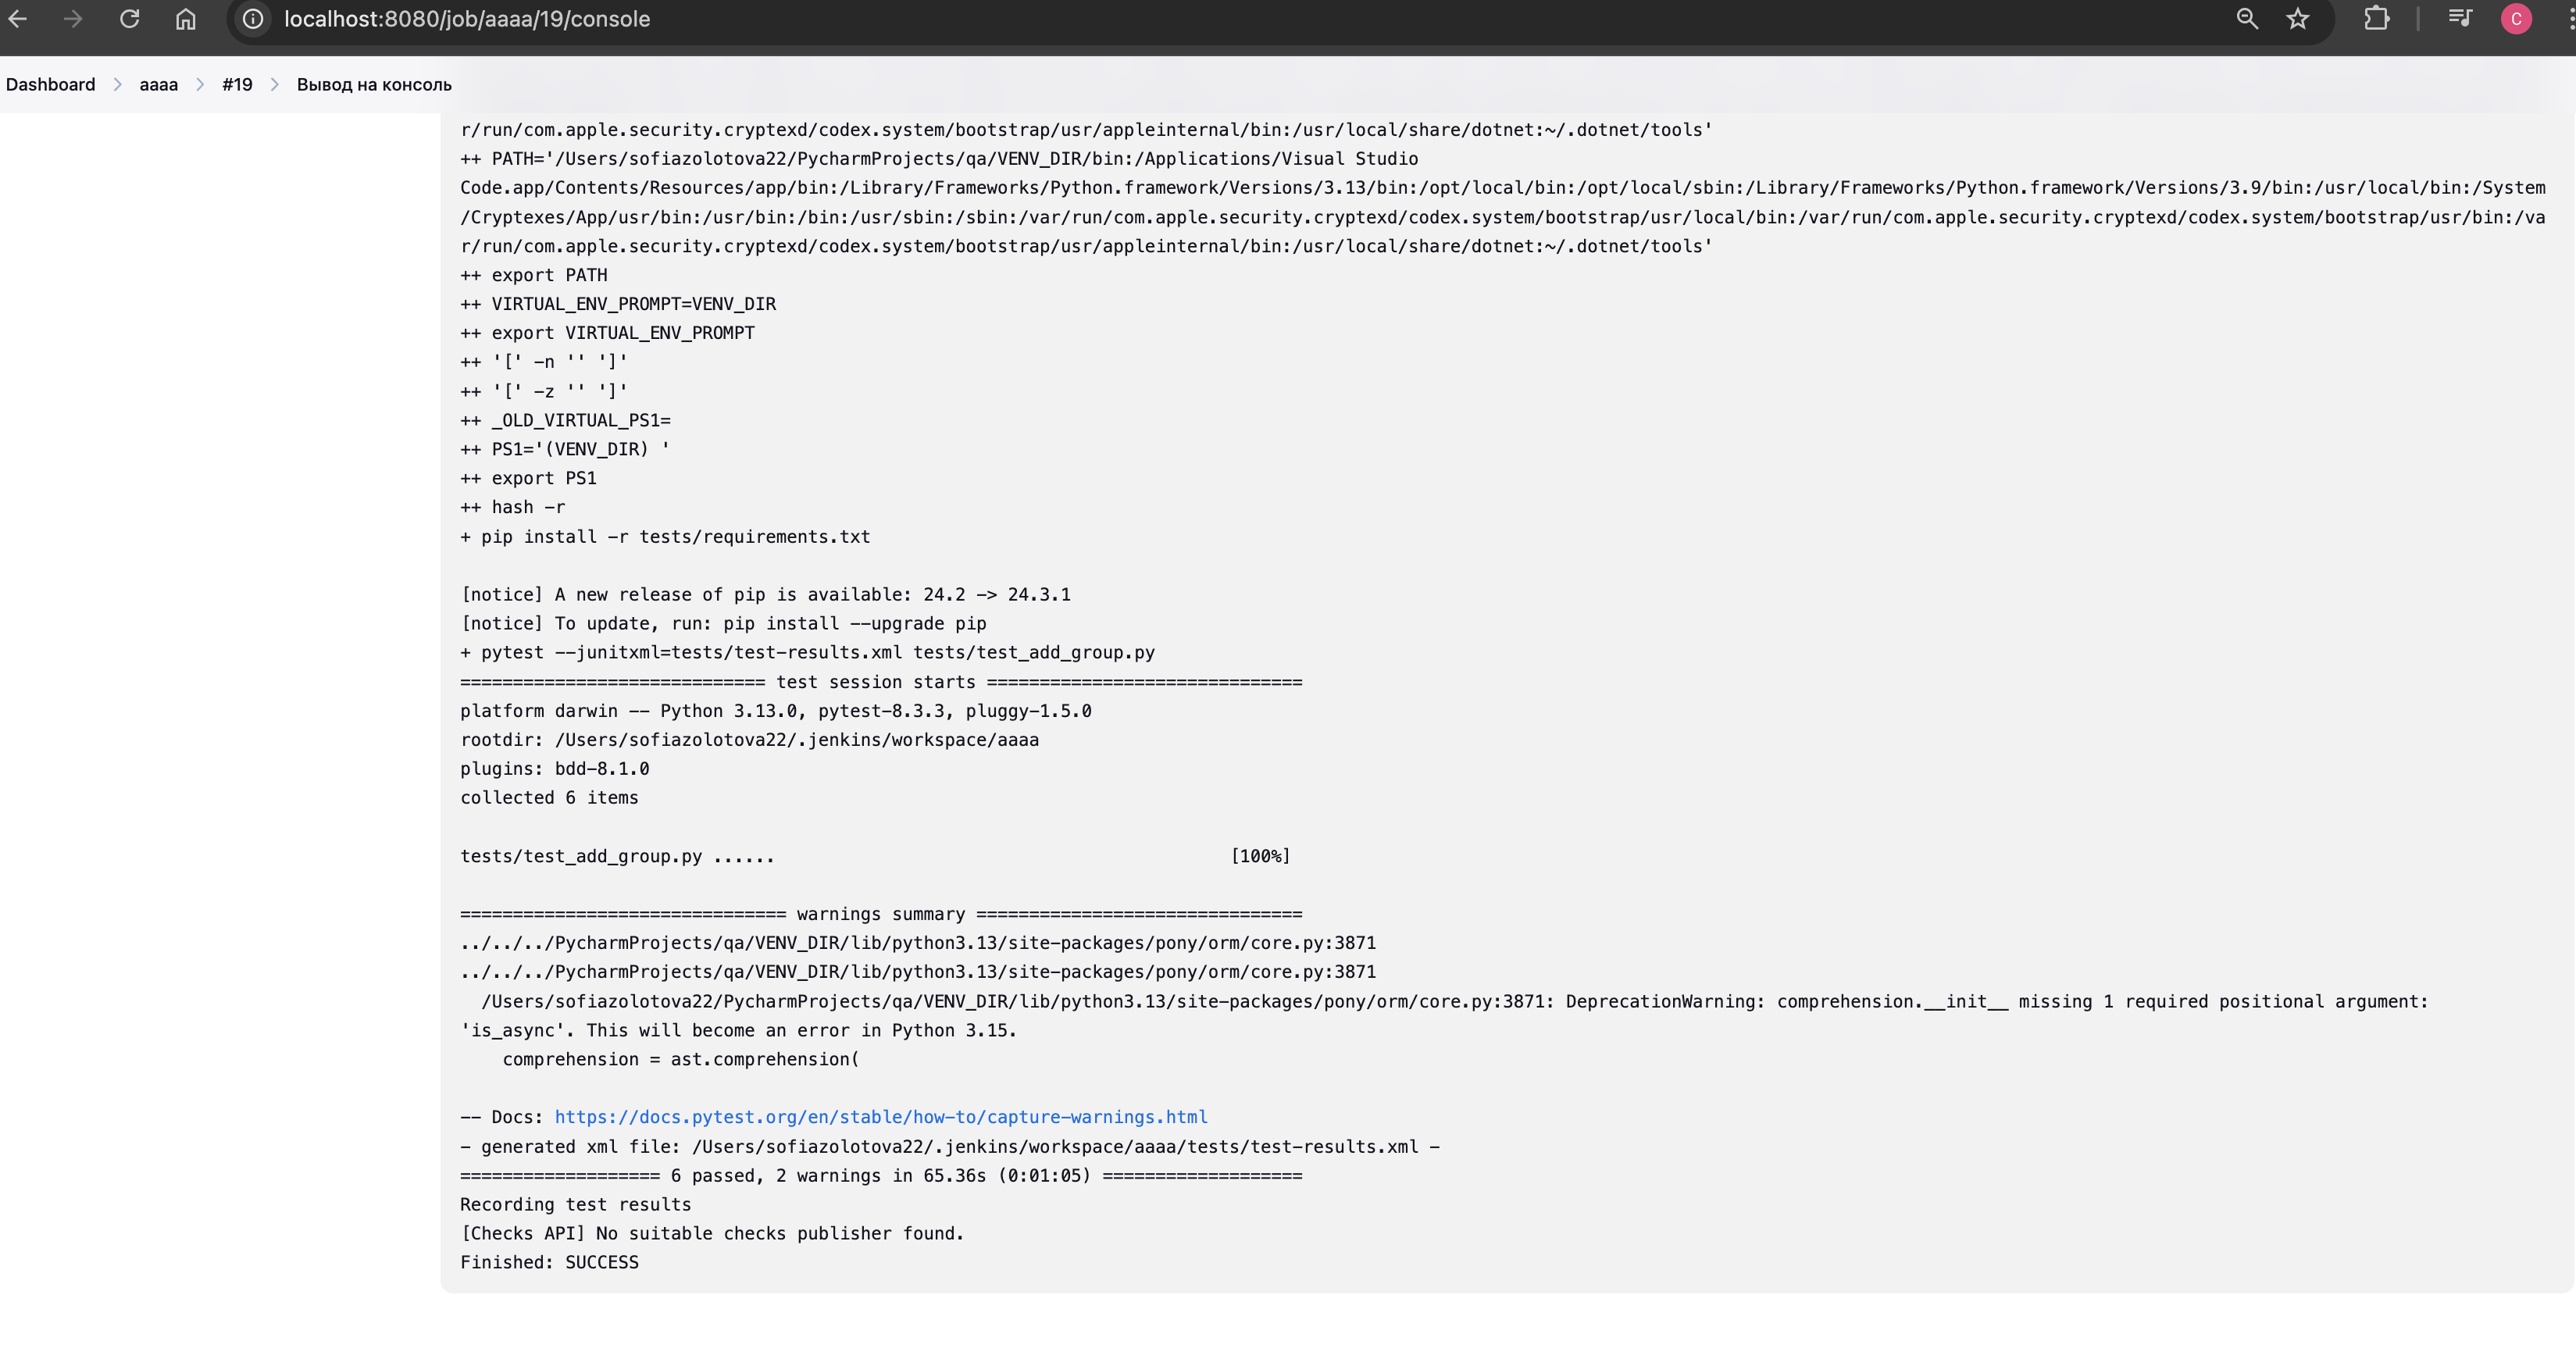 localhost:8080/job/aaaa/19/console
C
Dashboard > aaaa > #19 > Вывод на консоль
r/run/com.apple.security.cryptexd/codex.system/bootstrap/usr/appleinternal/bin:/usr/local/share/dotnet:~/.dotnet/tools'
++ PATH='/Users/sofiazolotova22/PycharmProjects/qa/VENV_DIR/bin:/Applications/Visual Studio
Code.app/Contents/Resources/app/bin:/Library/Frameworks/Python.framework/Versions/3.13/bin:/opt/local/bin:/opt/local/sbin:/Library/Frameworks/Python.framework/Versions/3.9/bin:/usr/local/bin:/System
/Cryptexes/App/usr/bin:/usr/bin:/bin:/usr/sbin:/sbin:/var/run/com.apple.security.cryptexd/codex.system/bootstrap/usr/local/bin:/var/run/com.apple.security.cryptexd/codex.system/bootstrap/usr/bin:/va
r/run/com.apple.security.cryptexd/codex.system/bootstrap/usr/appleinternal/bin:/usr/local/share/dotnet:~/.dotnet/tools'
++ export PATH
++ VIRTUAL_ENV_PROMPT=VENV_DIR
++ export VIRTUAL_ENV_PROMPT
++ '[' -n '' ']'
++ '[' -z '' ']'
++ _OLD_VIRTUAL_PS1=
++ PS1='(VENV_DIR) '
++ export PS1
++ hash -r
+ pip install -r tests/requirements.txt
[notice] A new release of pip is available: 24.2 -> 24.3.1
[notice] To update, run: pip install --upgrade pip
+ pytest --junitxml=tests/test-results.xml tests/test_add_group.py
============================= test session starts ==============================
platform darwin -- Python 3.13.0, pytest-8.3.3, pluggy-1.5.0
rootdir: /Users/sofiazolotova22/.jenkins/workspace/aaaa
plugins: bdd-8.1.0
collected 6 items
tests/test_add_group.py ...... [100%]
=============================== warnings summary ===============================
../../../PycharmProjects/qa/VENV_DIR/lib/python3.13/site-packages/pony/orm/core.py:3871
../../../PycharmProjects/qa/VENV_DIR/lib/python3.13/site-packages/pony/orm/core.py:3871
/Users/sofiazolotova22/PycharmProjects/qa/VENV_DIR/lib/python3.13/site-packages/pony/orm/core.py:3871: DeprecationWarning: comprehension.__init__ missing 1 required positional argument:
'is_async'. This will become an error in Python 3.15.
comprehension = ast.comprehension(
-- Docs: https://docs.pytest.org/en/stable/how-to/capture-warnings.html
- generated xml file: /Users/sofiazolotova22/.jenkins/workspace/aaaa/tests/test-results.xml -
=================== 6 passed, 2 warnings in 65.36s (0:01:05) ===================
Recording test results
[Checks API] No suitable checks publisher found.
Finished: SUCCESS